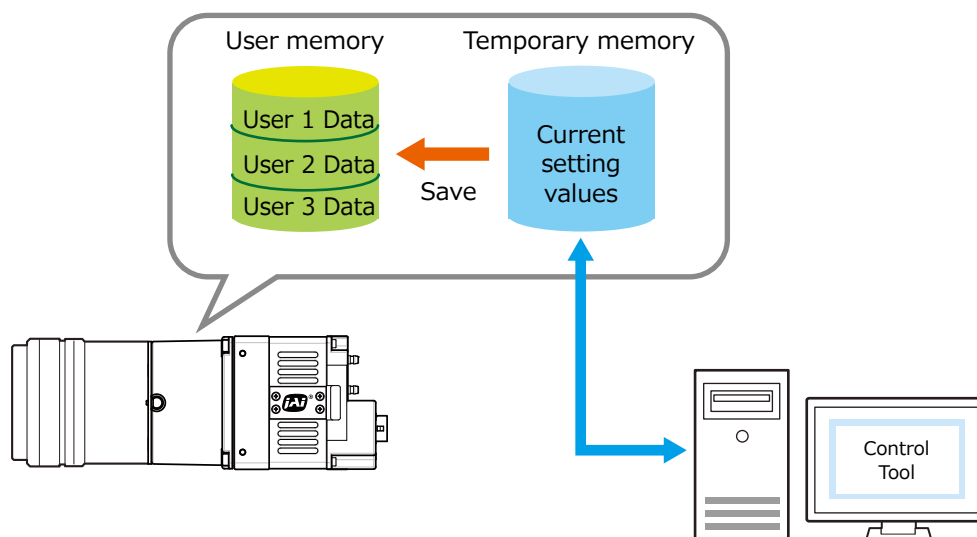 User memory
Temporary memory
User 1 Data
User 2 Data
User 3 Data
Save
Current
setting
values
JAI
®
Control
Tool